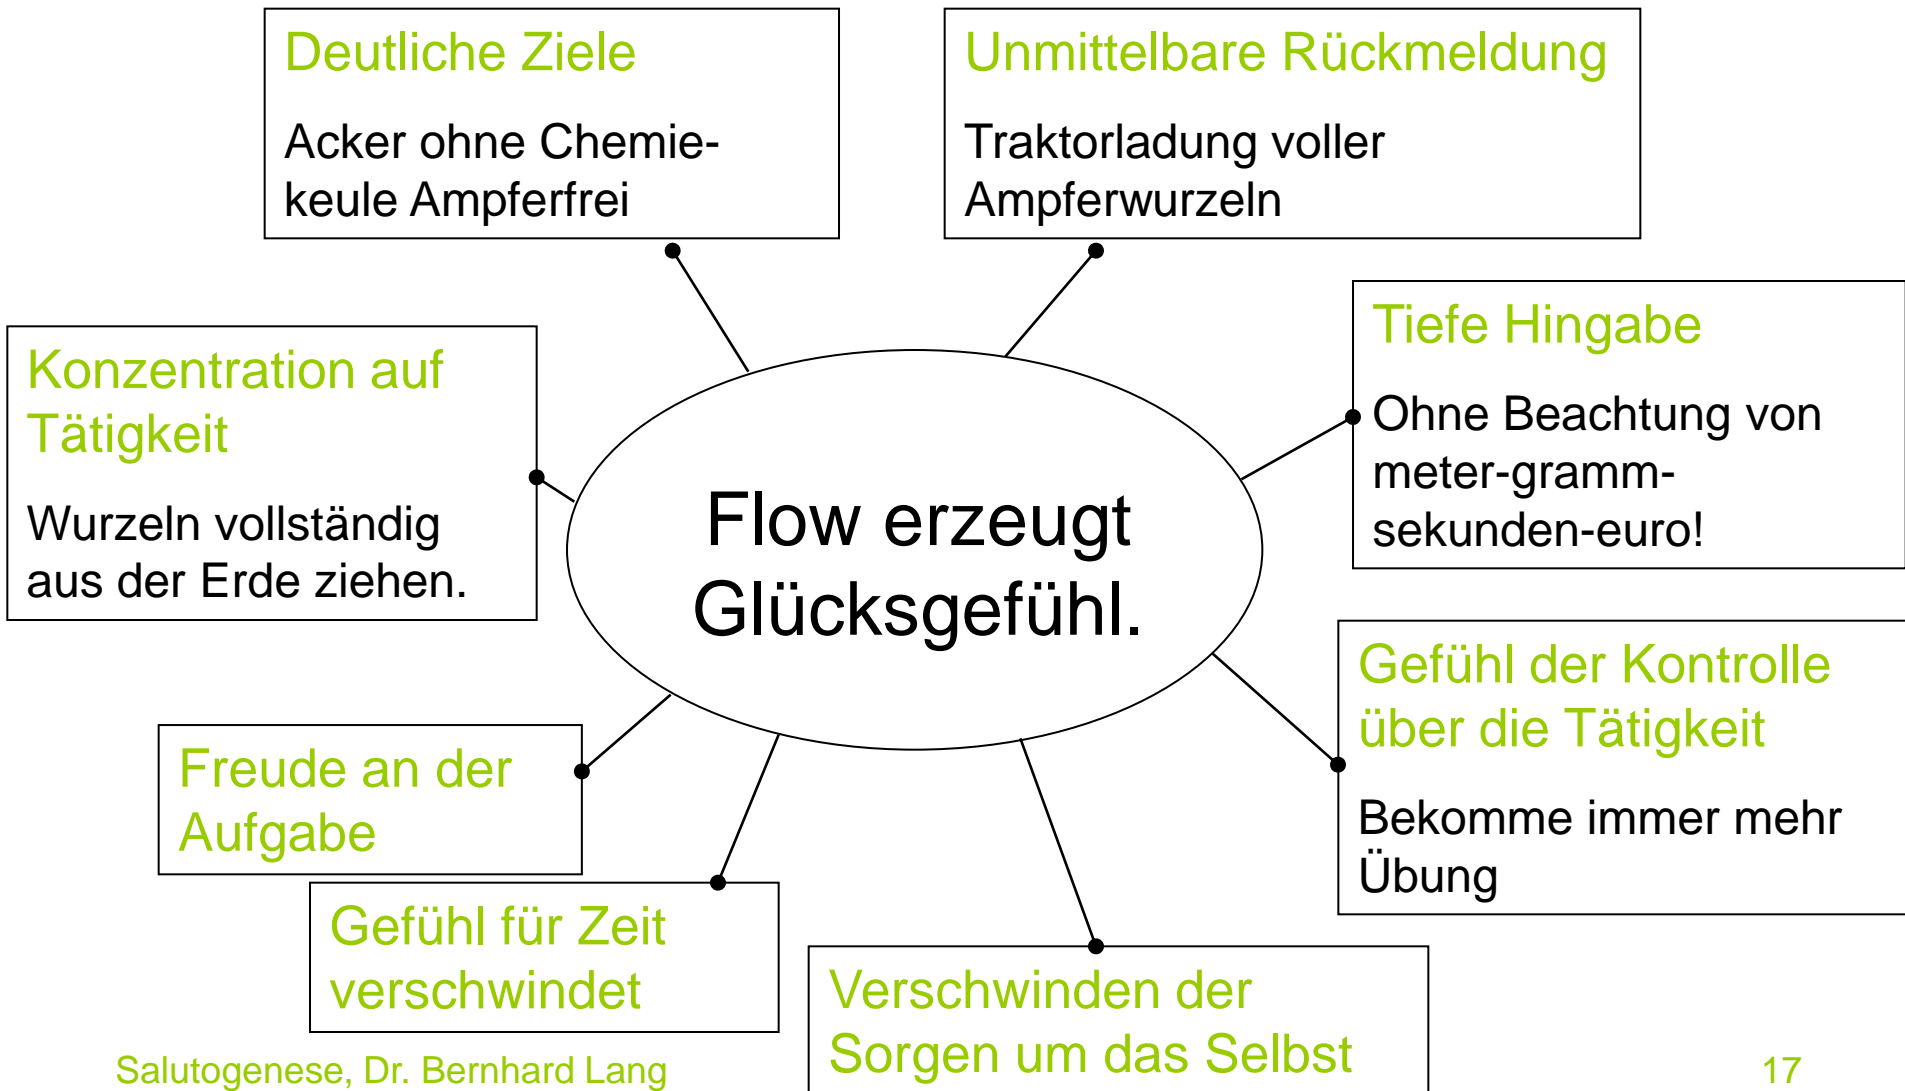 Deutliche Ziele
Acker ohne Chemie-
keule Ampferfrei
Unmittelbare Rückmeldung
Traktorladung voller
Ampferwurzeln
Konzentration auf
Tätigkeit
Wurzeln vollständig
aus der Erde ziehen.
Flow erzeugt
Glücksgefühl.
Tiefe Hingabe
Ohne Beachtung von
meter-gramm-
sekunden-euro!
Gefühl der Kontrolle
über die Tätigkeit
Bekomme immer mehr
Übung
Freude an der
Aufgabe
Gefühl für Zeit
verschwindet
Verschwinden der
Sorgen um das Selbst
Salutogenese, Dr. Bernhard Lang
17